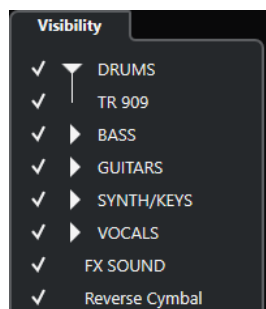 Visibility
DRUMS
TR 909
BASS
GUITARS
SYNTH/KEYS
VOCALS
FX SOUND
Reverse Cymbal